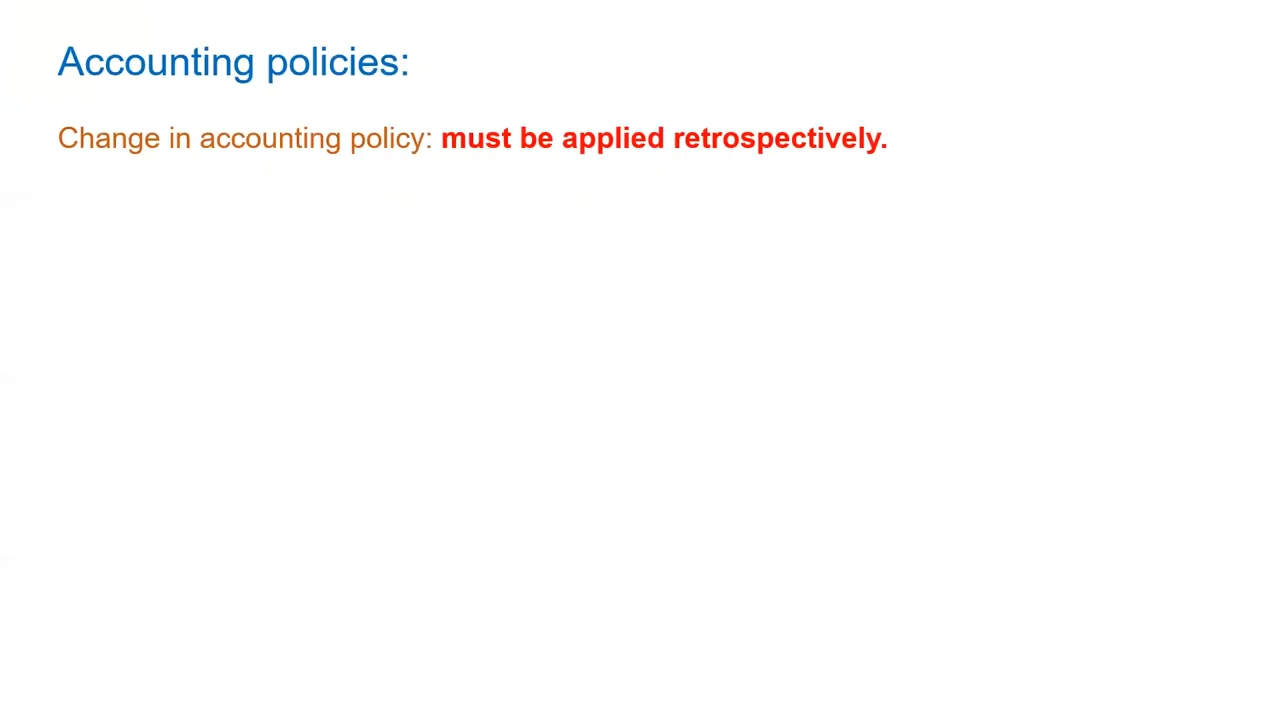 Accounting policies:
Change in accounting policy: must be applied retrospectively.